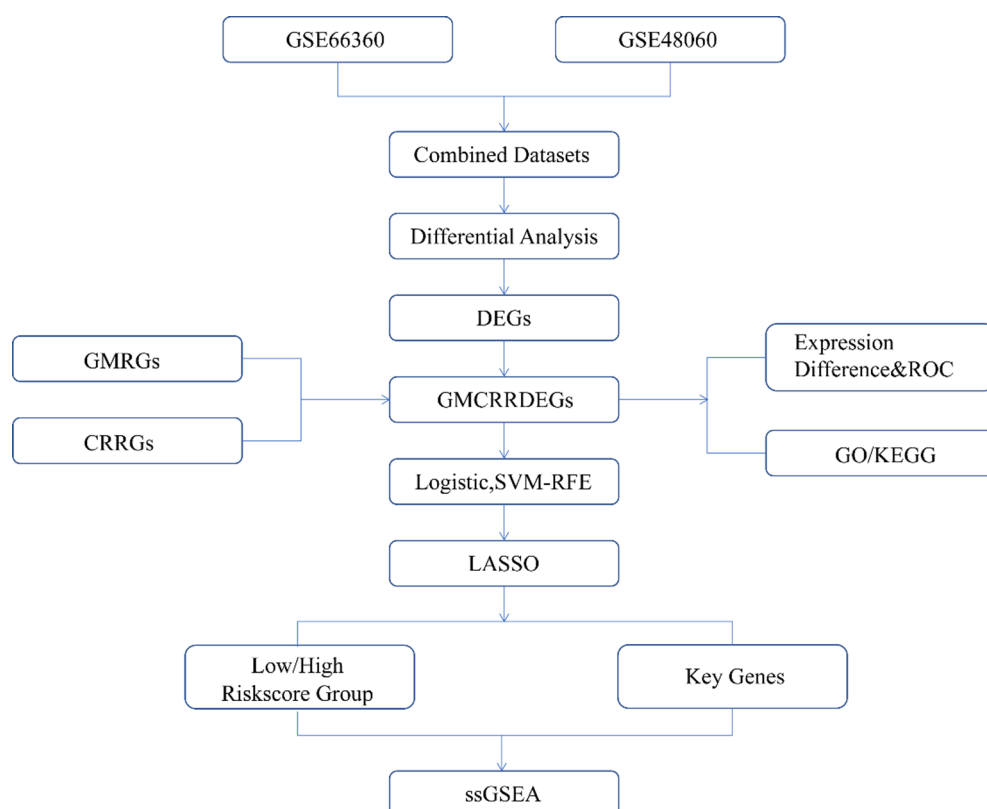 GSE66360
GSE48060
Combined Datasets
Differential Analysis
DEGs
GMRGs
Expression
Difference&ROC
GMCRRDEGs
CRRGs
GO/KEGG
Logistic,SVM-RFE
LASSO
Low/High
Riskscore Group
Key Genes
ssGSEA